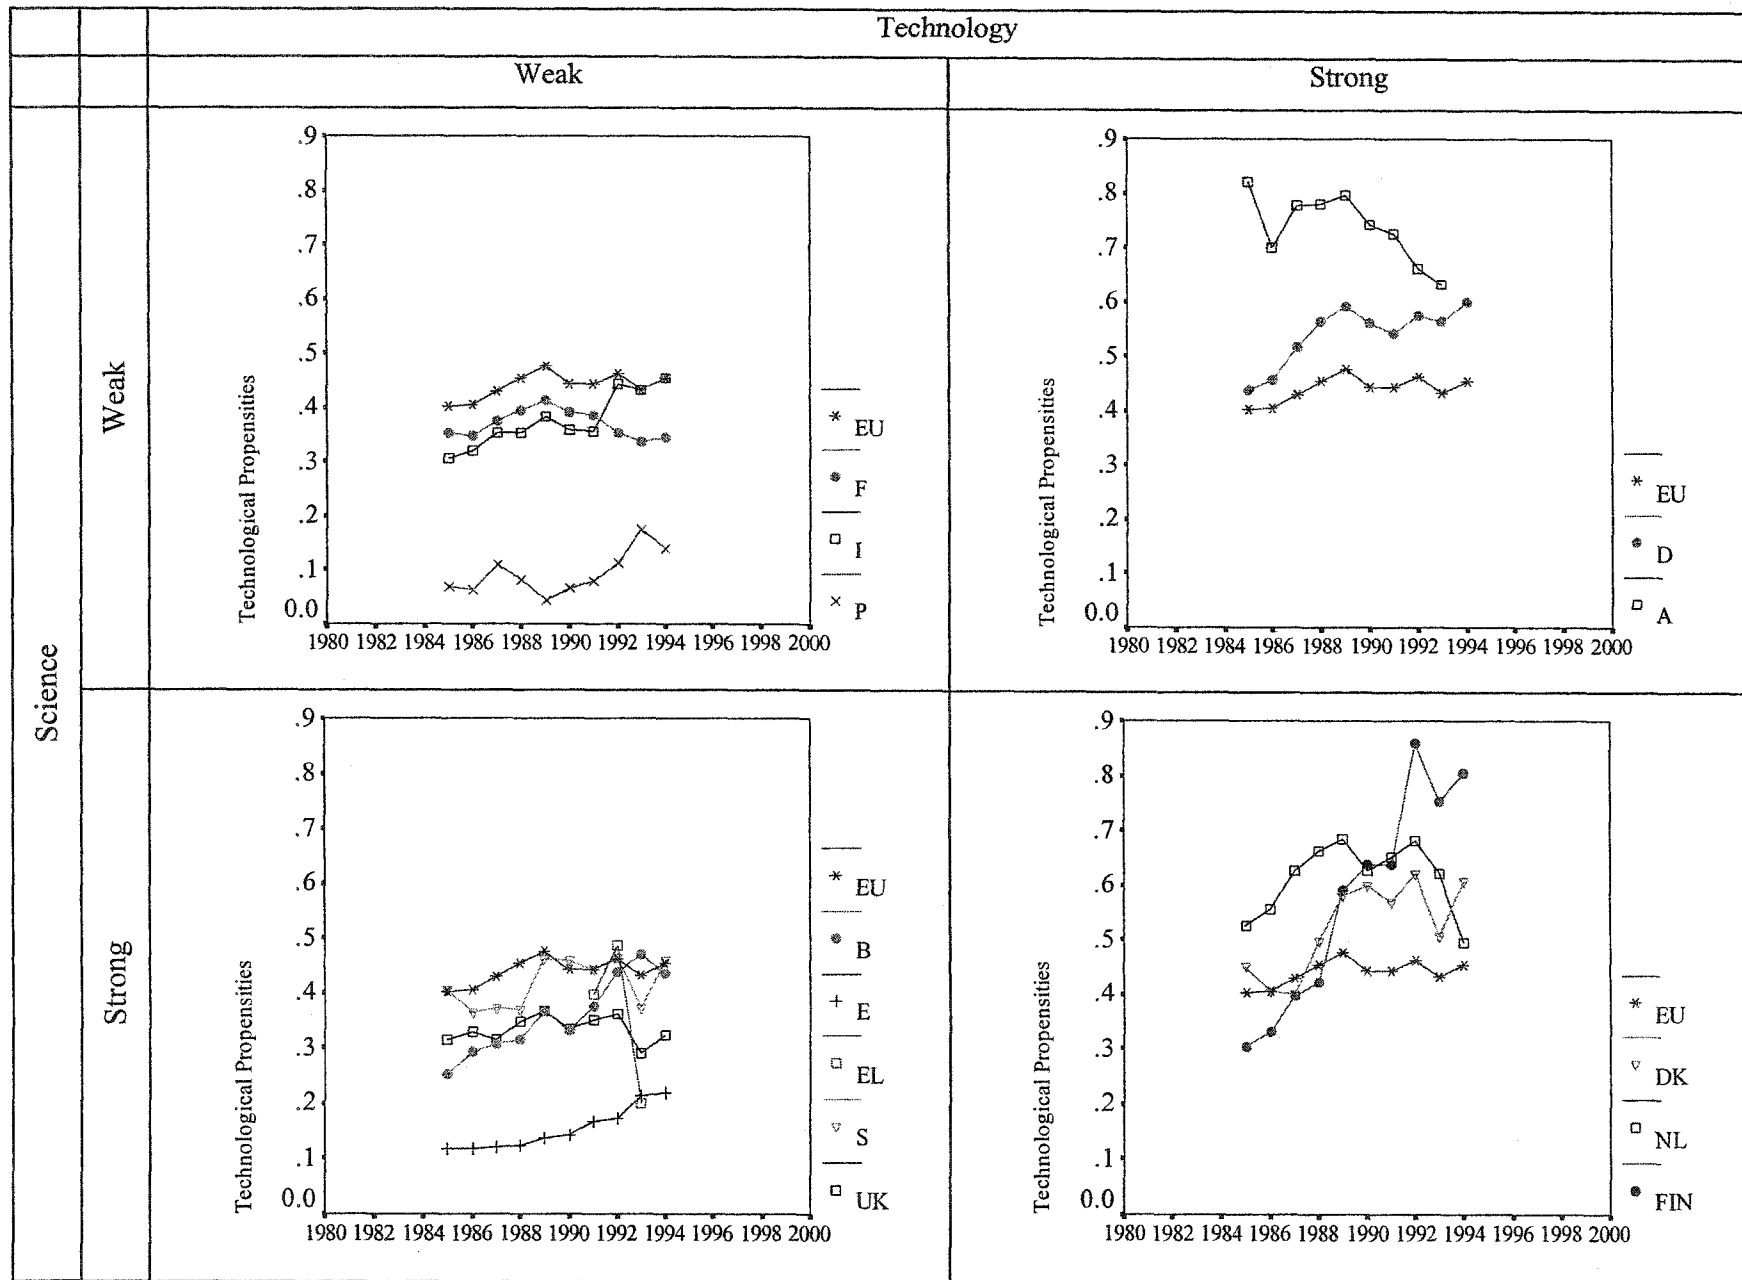 Technology
Weak
Strong
Science
Weak
Technological Propensities
.9
.8
.7
.6
.5
.4
.3
.2
.1
0.0
1980 1982 1984 1986 1988 1990 1992 1994 1996 1998 2000
EU
F
I
P
Technological Propensities
.9
.8
.7
.6
.5
.4
.3
.2
.1
0.0
1980 1982 1984 1986 1988 1990 1992 1994 1996 1998 2000
EU
D
A
Strong
Technological Propensities
.9
.8
.7
.6
.5
.4
.3
.2
.1
0.0
1980 1982 1984 1986 1988 1990 1992 1994 1996 1998 2000
EU
B
E
EL
S
UK
Technological Propensities
.9
.8
.7
.6
.5
.4
.3
.2
.1
0.0
1980 1982 1984 1986 1988 1990 1992 1994 1996 1998 2000
EU
DK
NL
FIN